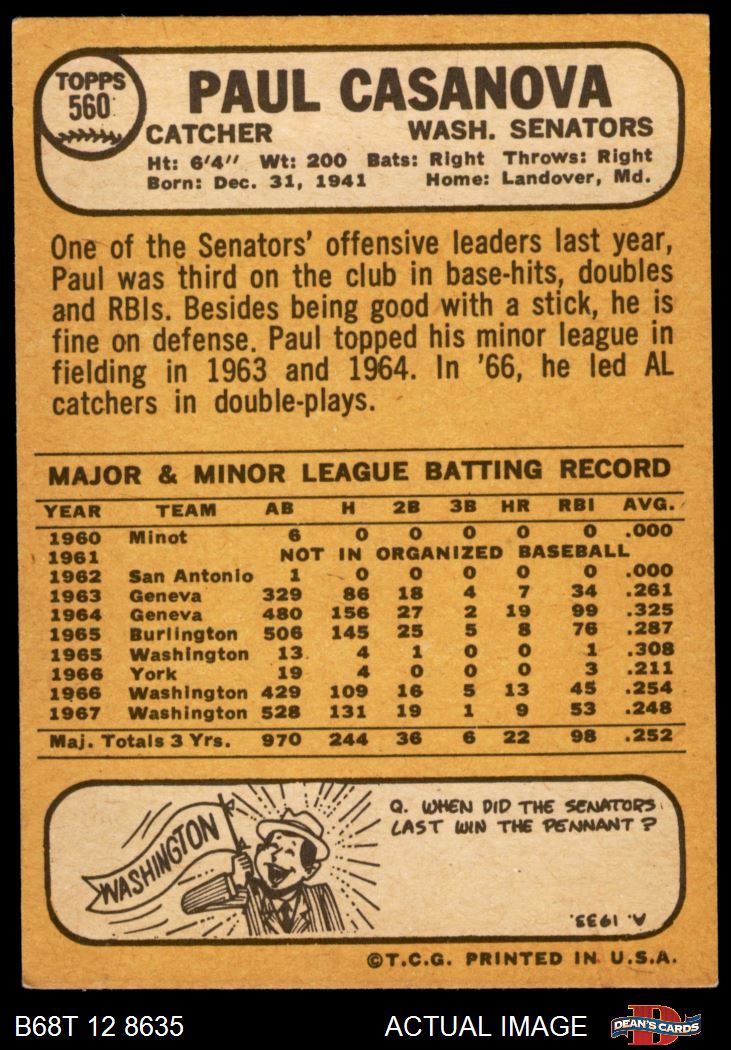 TOPPS
560
PAUL CASANOVA
CATCHER WASH. SENATORS
Ht: 6'4" Wt: 200 Bats: Right Throws: Right
Born: Dec. 31, 1941 Home: Landover, Md.
One of the Senators' offensive leaders last year,
Paul was third on the club in base-hits, doubles
and RBIs. Besides being good with a stick, he is
fine on defense. Paul topped his minor league in
fielding in 1963 and 1964. In '66, he led AL
catchers in double-plays.
MAJOR & MINOR LEAGUE BATTING RECORD
YEAR TEAM AB H 2B 3B HR RBI AVG.
1960 Minot 6 0 0 0 0 0 .000
1961 NOT IN ORGANIZED BASEBALL
1962 San Antonio 1 0 0 0 0 0 .000
1963 Geneva 329 86 18 4 7 34 .261
1964 Geneva 480 156 27 2 19 99 .325
1965 Burlington 506 145 25 5 8 76 .287
1965 Washington 13 4 1 0 0 1 .308
1966 York 19 4 0 0 0 3 .211
1966 Washington 429 109 16 5 13 45 .254
1967 Washington 528 131 19 1 9 53 .248
Maj. Totals 3 Yrs. 970 244 36 6 22 98 .252
WASHINGTON
Q. WHEN DID THE SENATORS
LAST WIN THE PENNANT?
A. 1933.
©T.C.G. PRINTED IN U.S.A.
B68T 12 8635 ACTUAL IMAGE
DEAN'S CARDS